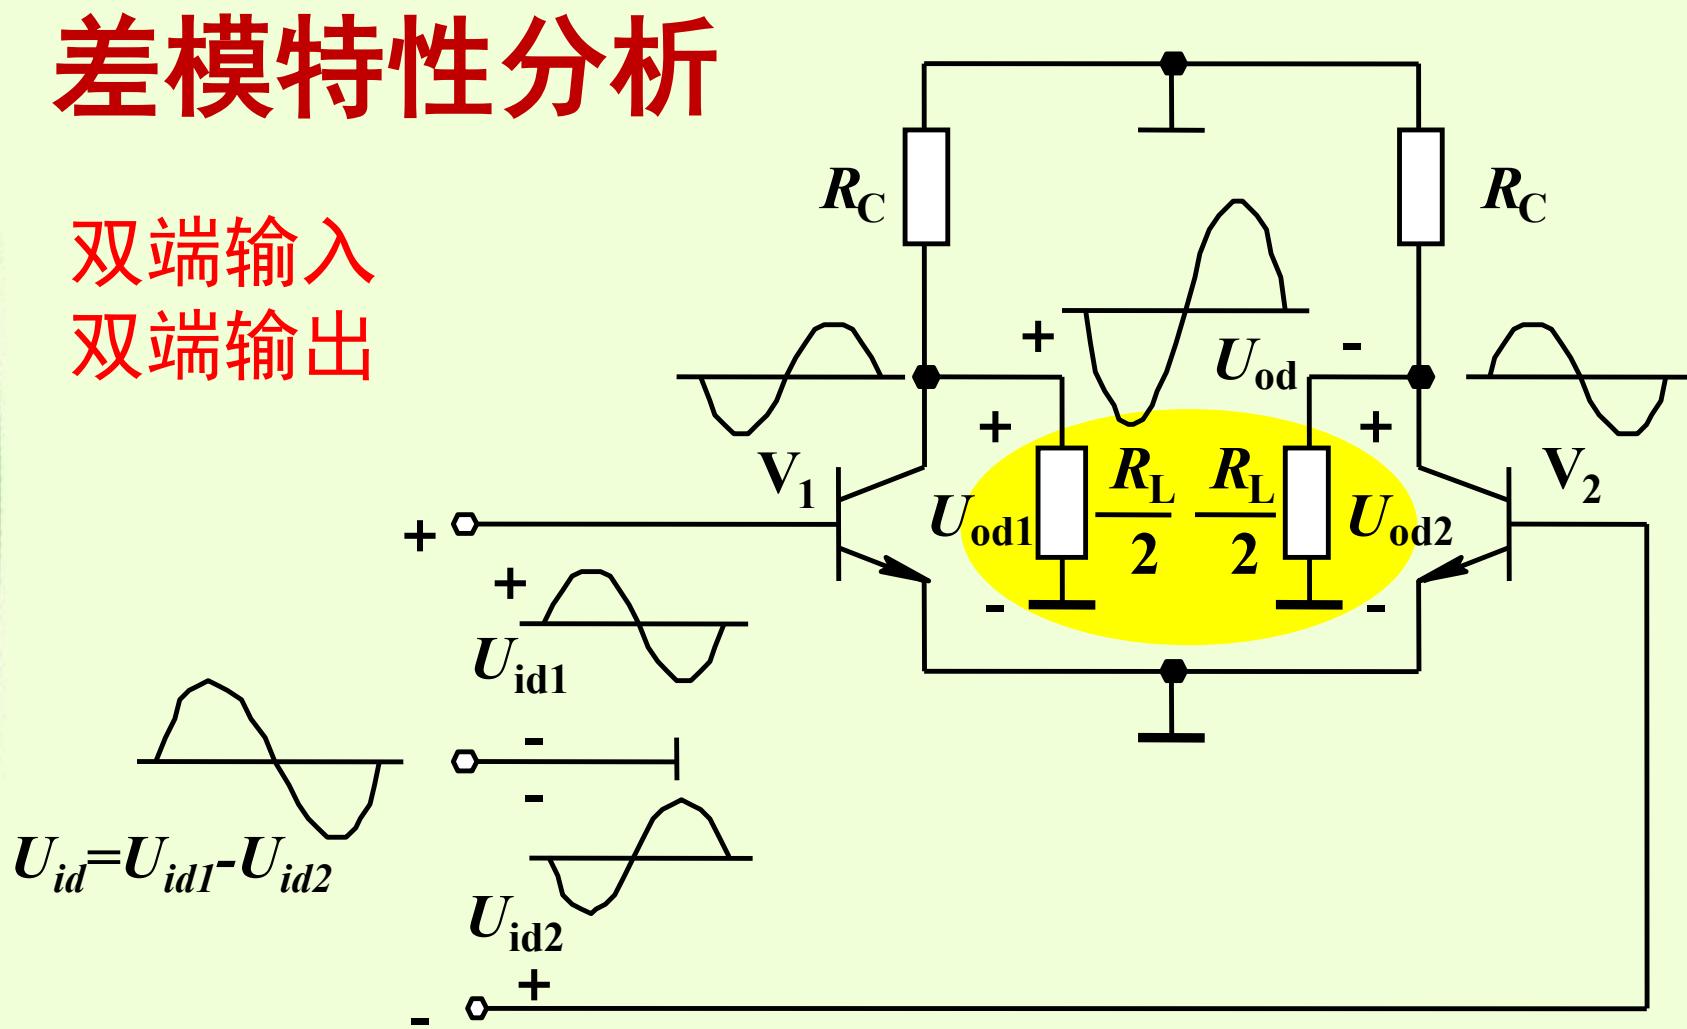 差模特性分析
双端输入
双端输出
RC
RC
+
Uod
-
+
+
V1
V2
Uod1
RL/2
RL/2
Uod2
-
-
+
+
Uid1
-
-
Uid=Uid1-Uid2
Uid2
+
-